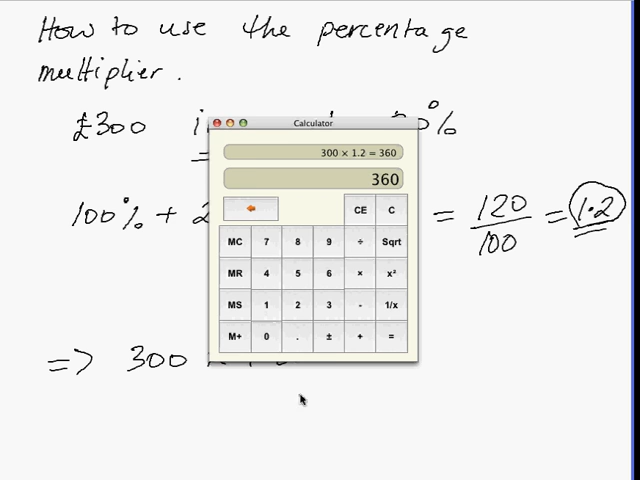 How to use the percentage
multiplier.
£300 %
=
100% + 2 = 120/100 = 1.2
=> 300
Calculator
300 × 1.2 = 360
360
CE C
MC 7 8 9 ÷ Sqrt
MR 4 5 6 × x²
MS 1 2 3 - 1/x
M+ 0 . ± + =